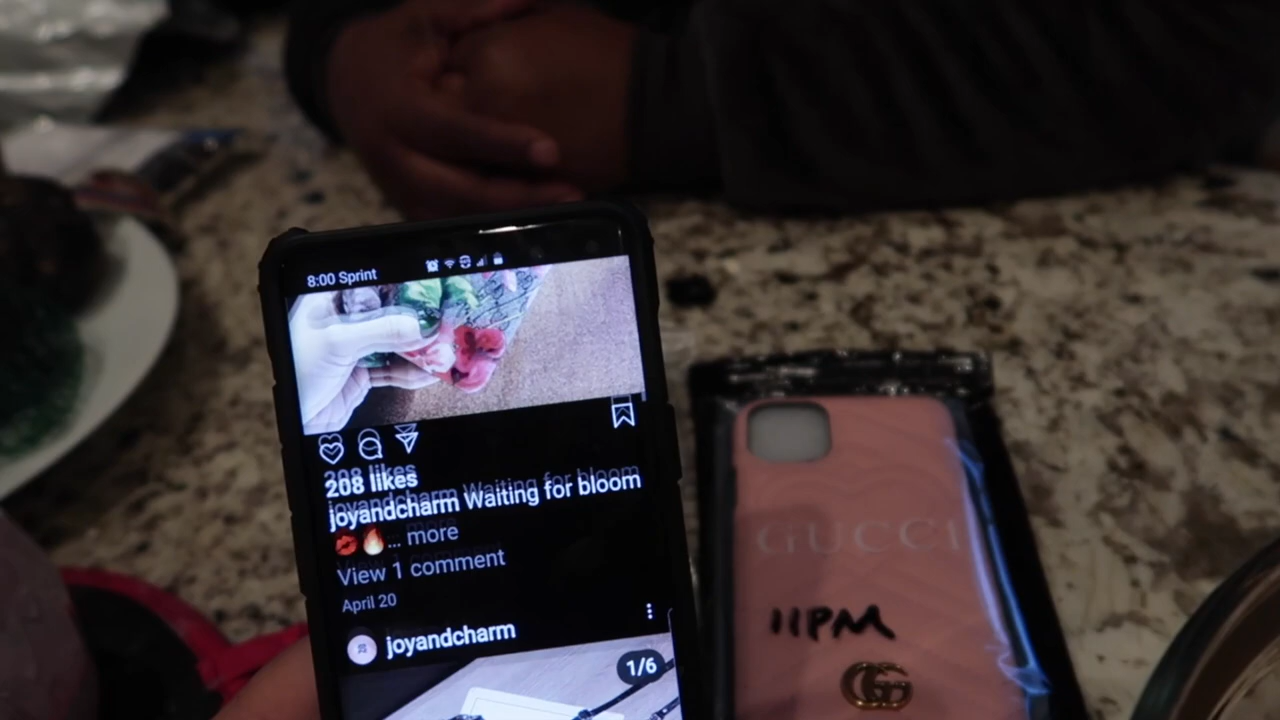 8:00 Sprint
208 likes
joyandcharm Waiting for bloom
💋🔥... more
View 1 comment
April 20
joyandcharm
1/6
GUCCI
11PM